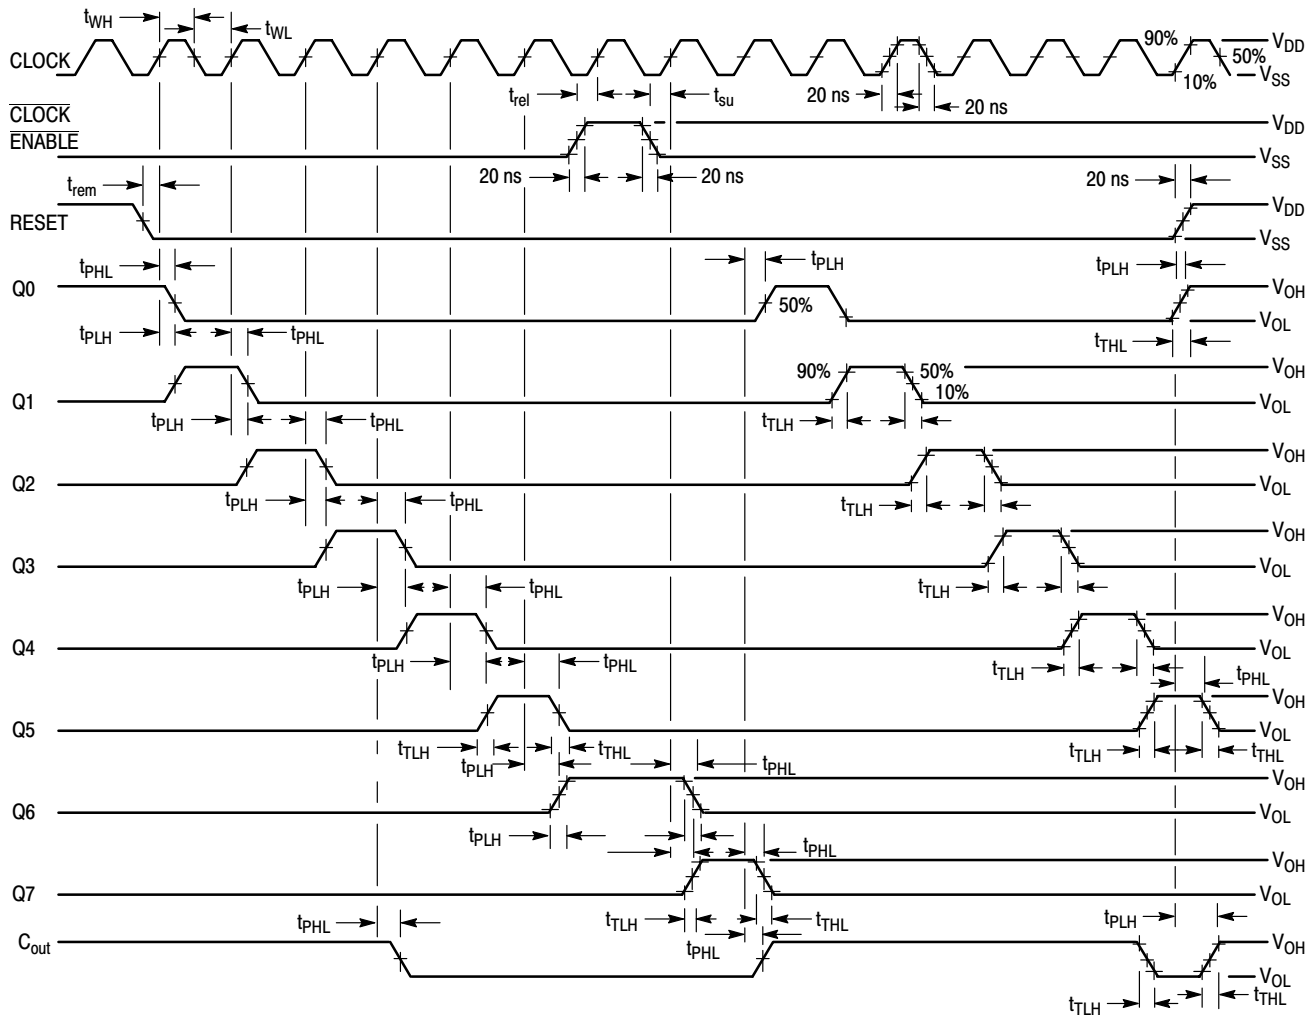 tWH
tWL
CLOCK
90%
VDD
50%
10%
VSS
trel
tsu
20 ns
20 ns
CLOCK
ENABLE
VDD
VSS
20 ns
20 ns
trem
20 ns
RESET
VDD
VSS
tPHL
tPLH
tPLH
Q0
50%
VOH
VOL
tPLH
tPHL
tTHL
90%
50%
10%
VOH
Q1
VOL
tPLH
tPHL
tTLH
VOH
Q2
VOL
tPLH
tPHL
tTLH
VOH
Q3
VOL
tPLH
tPHL
tTLH
VOH
Q4
VOL
tPLH
tPHL
tTLH
tPHL
VOH
Q5
VOL
tTLH
tTHL
tTLH
tTHL
tPLH
tPHL
VOH
Q6
VOL
tPLH
tPHL
VOH
Q7
VOL
tPHL
tTLH
tTHL
tPLH
tPHL
Cout
VOH
VOL
tTLH
tTHL